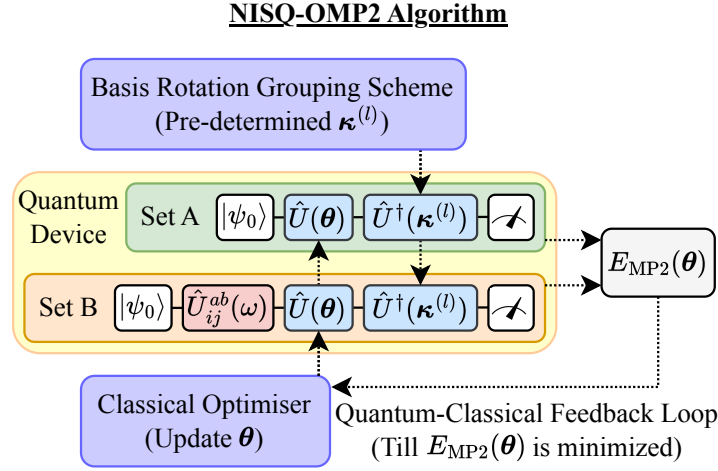 NISQ-OMP2 Algorithm
Basis Rotation Grouping Scheme
(Pre-determined κ^(l))
Quantum
Device
Set A |ψ₀⟩ Û(θ) Û†(κ^(l))
E_MP2(θ)
Set B |ψ₀⟩ Û_ij^ab(ω) Û(θ) Û†(κ^(l))
Classical Optimiser
(Update θ)
Quantum-Classical Feedback Loop
(Till E_MP2(θ) is minimized)